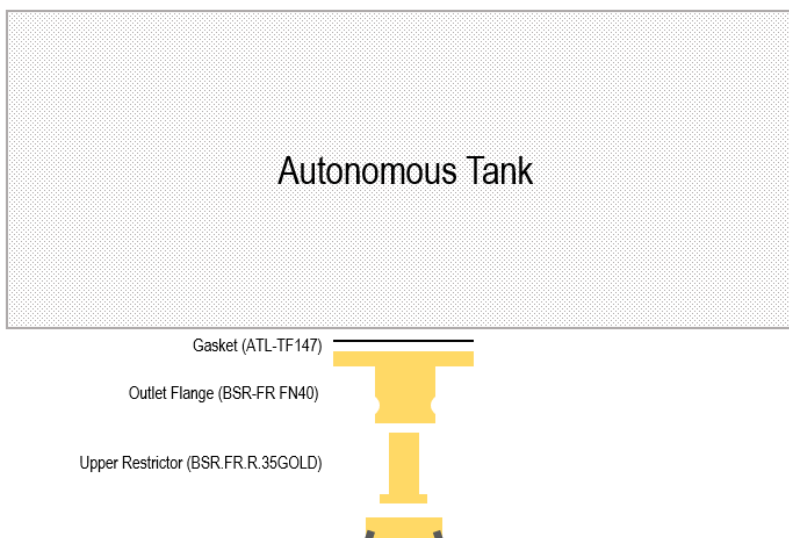 Autonomous Tank
Gasket (ATL-TF147)
Outlet Flange (BSR-FR FN40)
Upper Restrictor (BSR.FR.R.35GOLD)